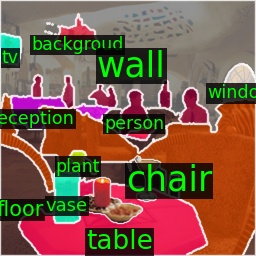 backgroud
tv
wall
windo
eception
person
plant
chair
floor
vase
table